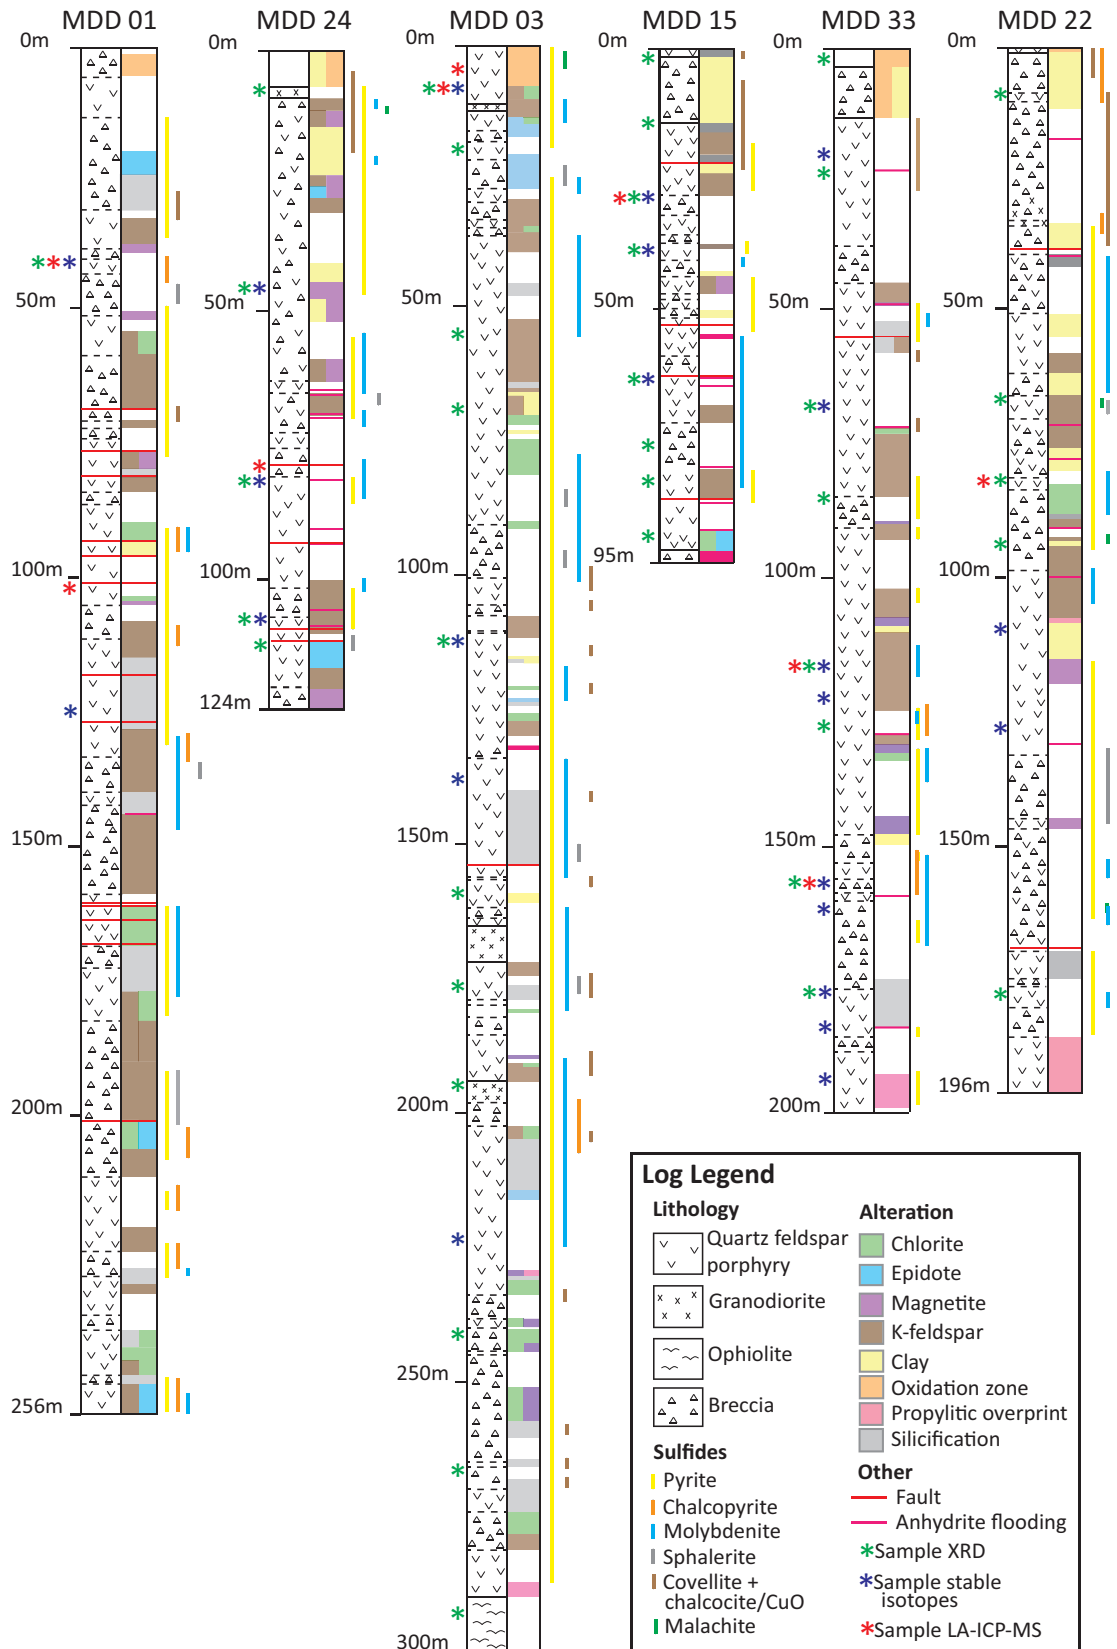 MDD 01
MDD 24
MDD 03
MDD 15
MDD 33
MDD 22
0m
0m
0m
0m
0m
0m
50m
50m
50m
50m
50m
50m
95m
100m
100m
100m
100m
100m
124m
150m
150m
150m
150m
196m
200m
200m
200m
250m
256m
300m
Log Legend
Lithology
Quartz feldspar
porphyry
Granodiorite
Ophiolite
Breccia
Sulfides
Pyrite
Chalcopyrite
Molybdenite
Sphalerite
Covellite +
chalcocite/CuO
Malachite
Alteration
Chlorite
Epidote
Magnetite
K-feldspar
Clay
Oxidation zone
Propylitic overprint
Silicification
Other
Fault
Anhydrite flooding
*Sample XRD
*Sample stable
isotopes
*Sample LA-ICP-MS